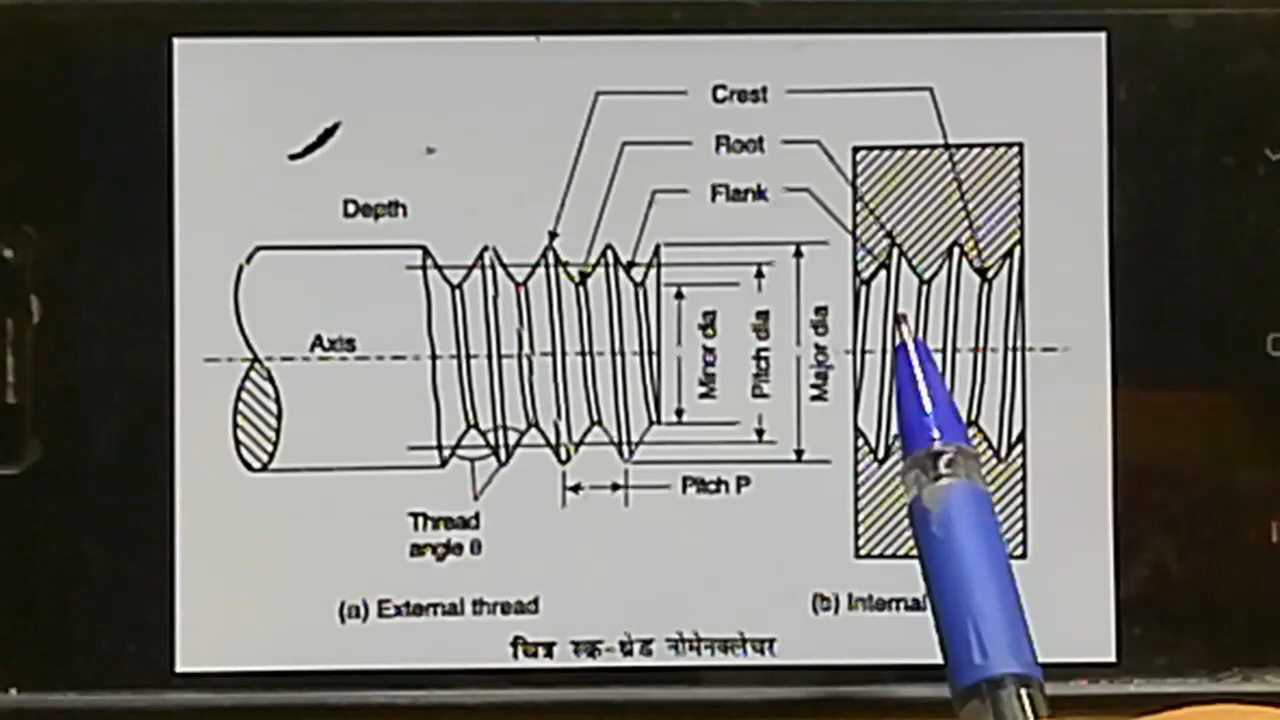 Crest
Root
Flank
Depth
Axis
Minor dia
Pitch dia
Major dia
Pitch P
Thread
angle θ
(a) External thread
(b) Internal
चित्र स्क्रू-थ्रेड नोमेनक्लेचर